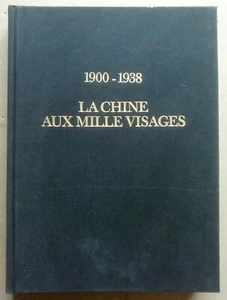 1900 - 1938
LA CHINE
AUX MILLE VISAGES